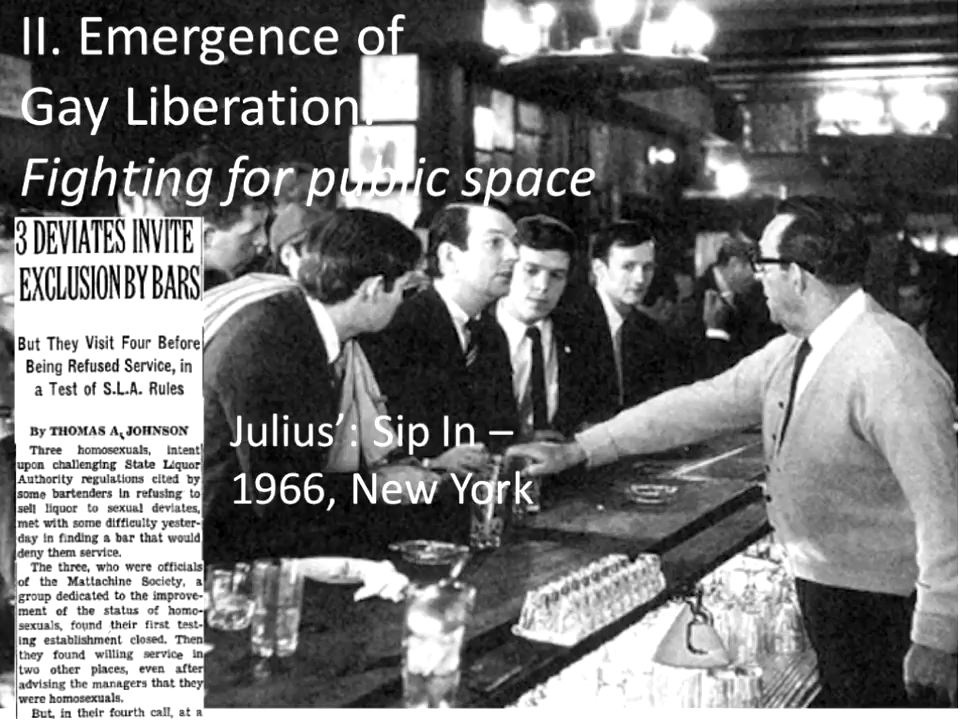 II. Emergence of
Gay Liberation.
Fighting for public space
3 DEVIATES INVITE
EXCLUSION BY BARS
But They Visit Four Before
Being Refused Service, in
a Test of S.L.A. Rules
By THOMAS A. JOHNSON
Three homosexuals, intent
upon challenging State Liquor
Authority regulations cited by
some bartenders in refusing to
sell liquor to sexual deviates,
met with some difficulty yester-
day in finding a bar that would
deny them service.
The three, who were officials
of the Mattachine Society, a
group dedicated to the improve-
ment of the status of homo-
sexuals, found their first test-
ing establishment closed. Then
they found willing service in
two other places, even after
advising the managers that they
were homosexuals.
But, in their fourth call, at a
Julius’: Sip In –
1966, New York